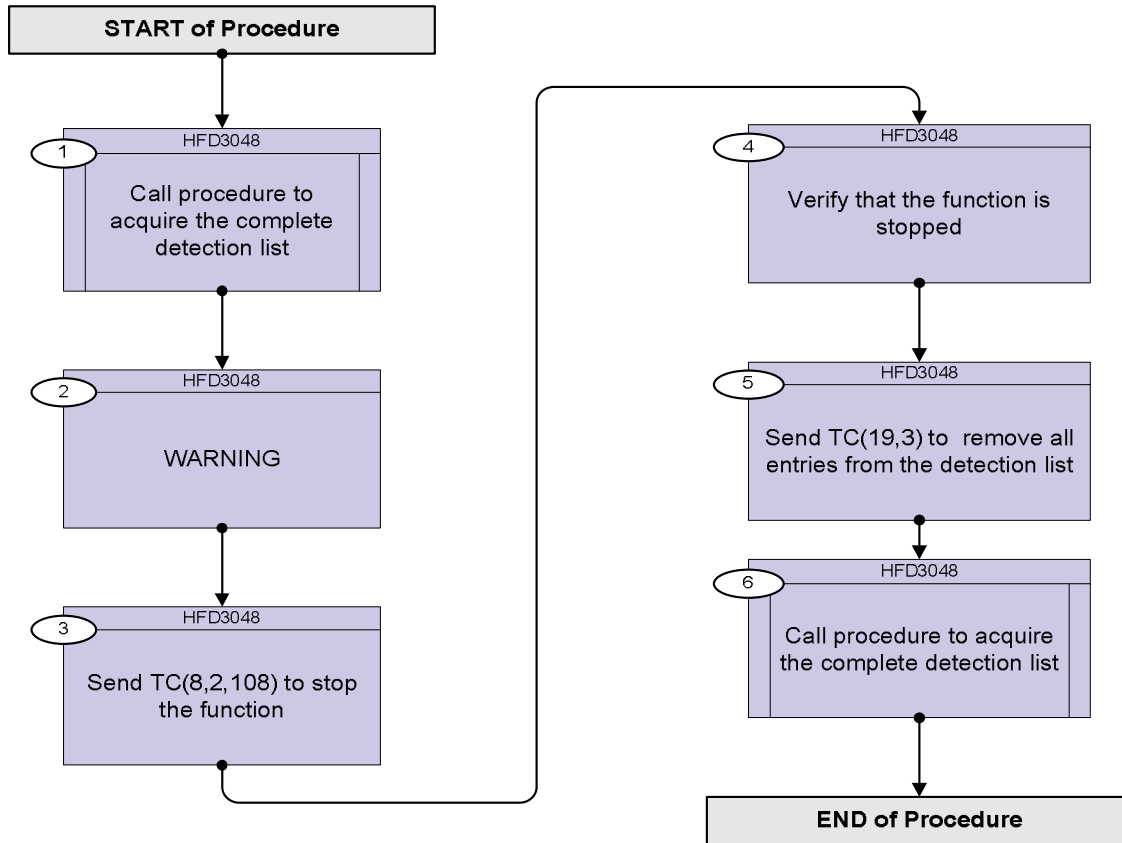 START of Procedure
HFD3048
1
Call procedure to
acquire the complete
detection list
HFD3048
2
WARNING
HFD3048
3
Send TC(8,2,108) to stop
the function
HFD3048
4
Verify that the function is
stopped
HFD3048
5
Send TC(19,3) to remove all
entries from the detection list
HFD3048
6
Call procedure to acquire
the complete detection list
END of Procedure